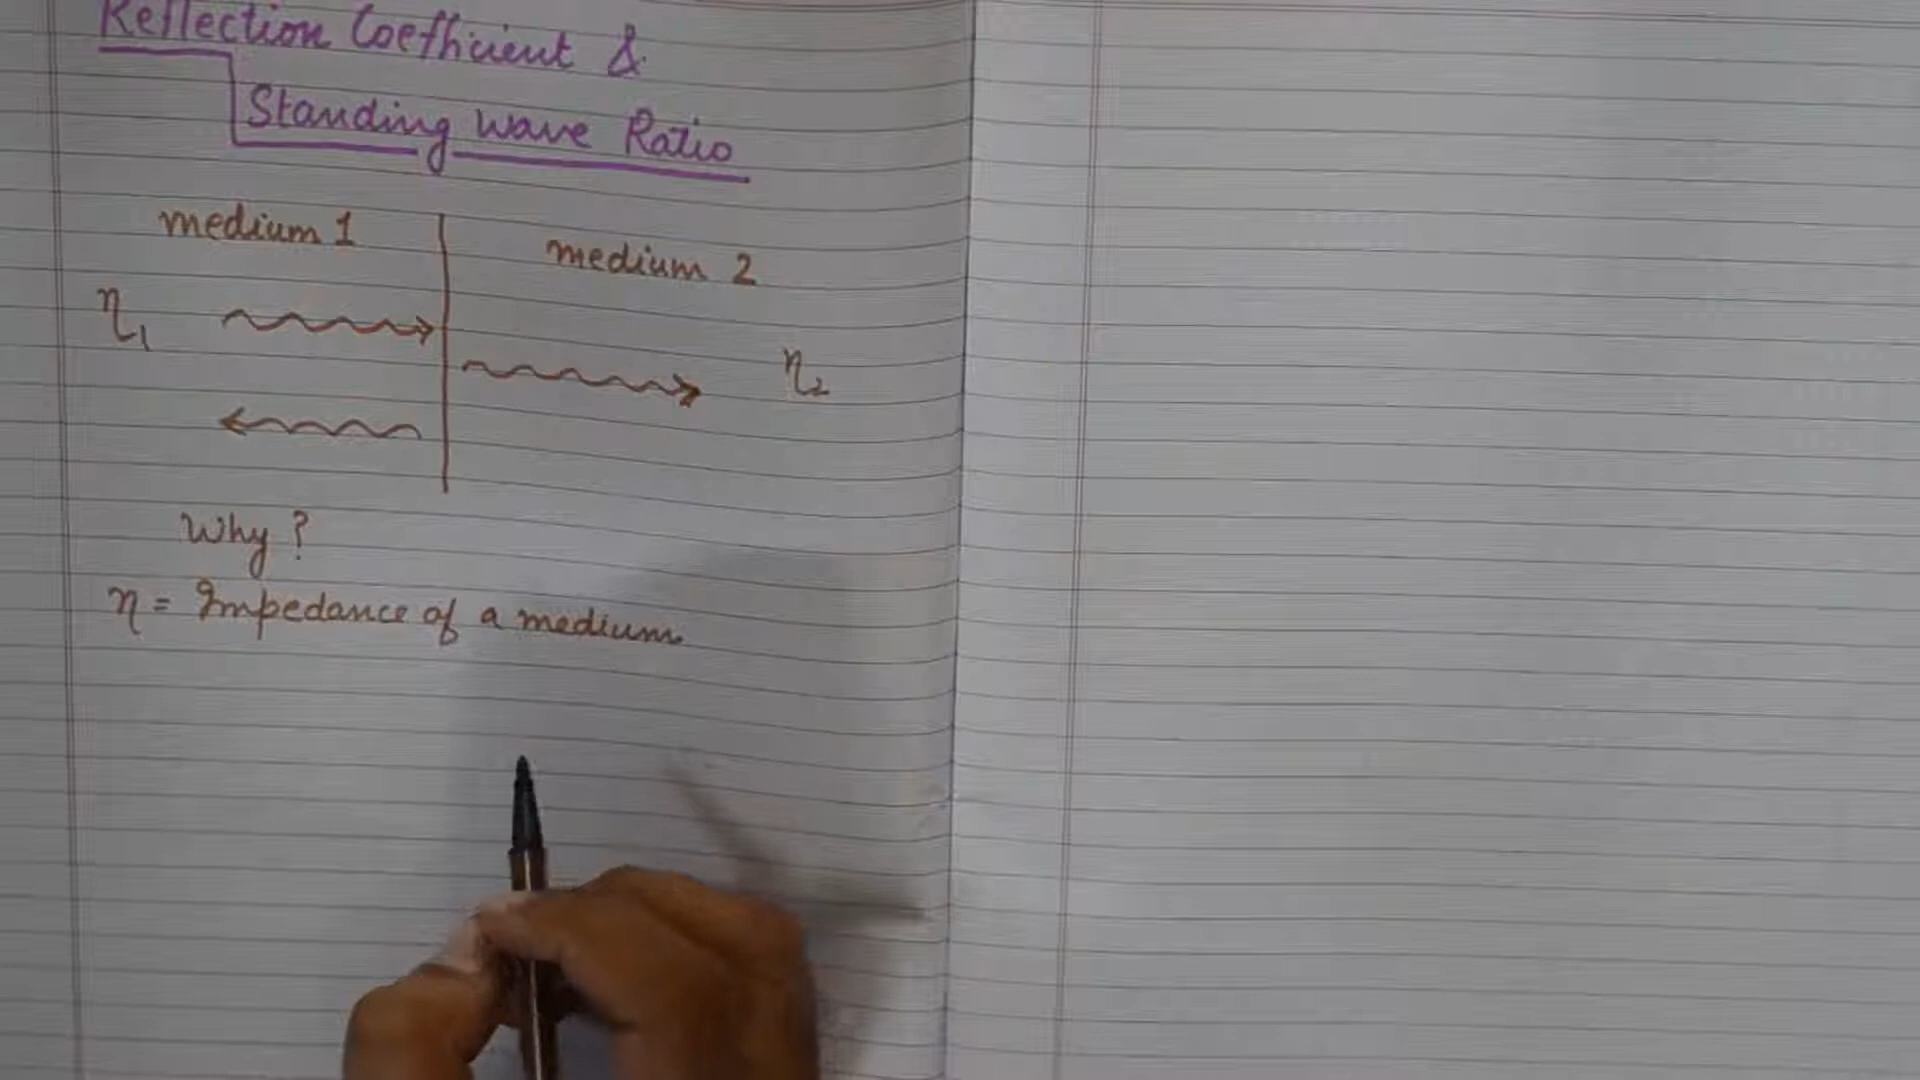 Reflection Coefficient &
Standing wave Ratio
medium 1
medium 2
η1
η2
Why?
η = Impedance of a medium